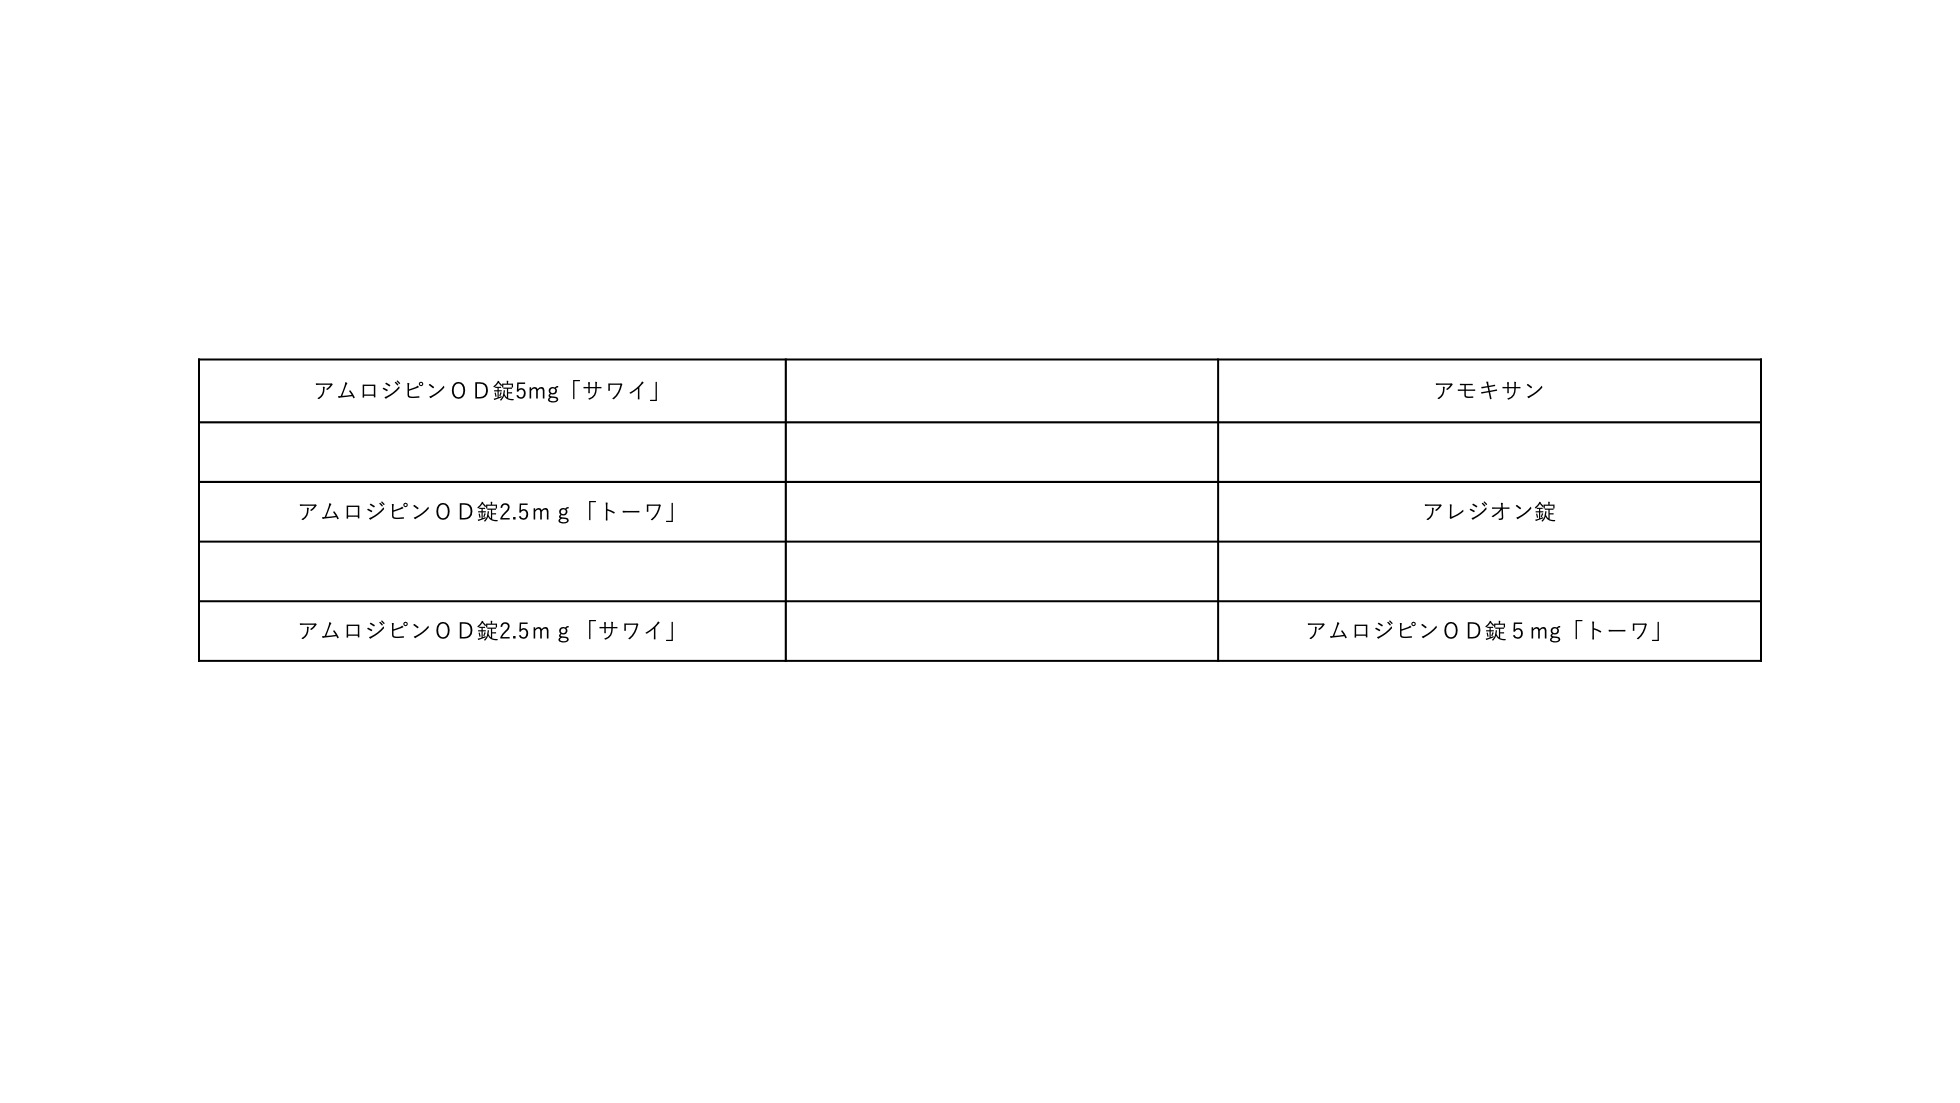 アムロジピンＯＤ錠5mg「サワイ」
アモキサン
アムロジピンＯＤ錠2.5ｍｇ「トーワ」
アレジオン錠
アムロジピンＯＤ錠2.5ｍｇ「サワイ」
アムロジピンＯＤ錠５mg「トーワ」